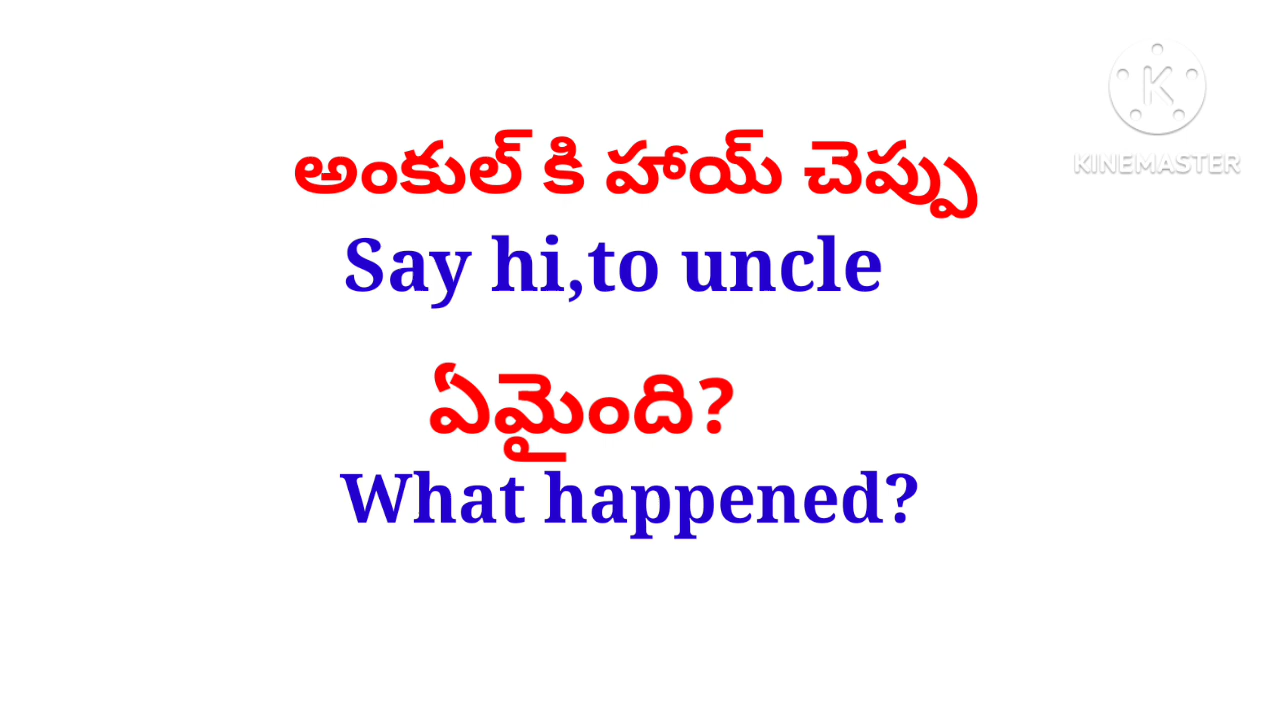 అంకుల్ కి హాయ్ చెప్పు
Say hi,to uncle
ఏమైంది?
What happened?
KINEMASTER